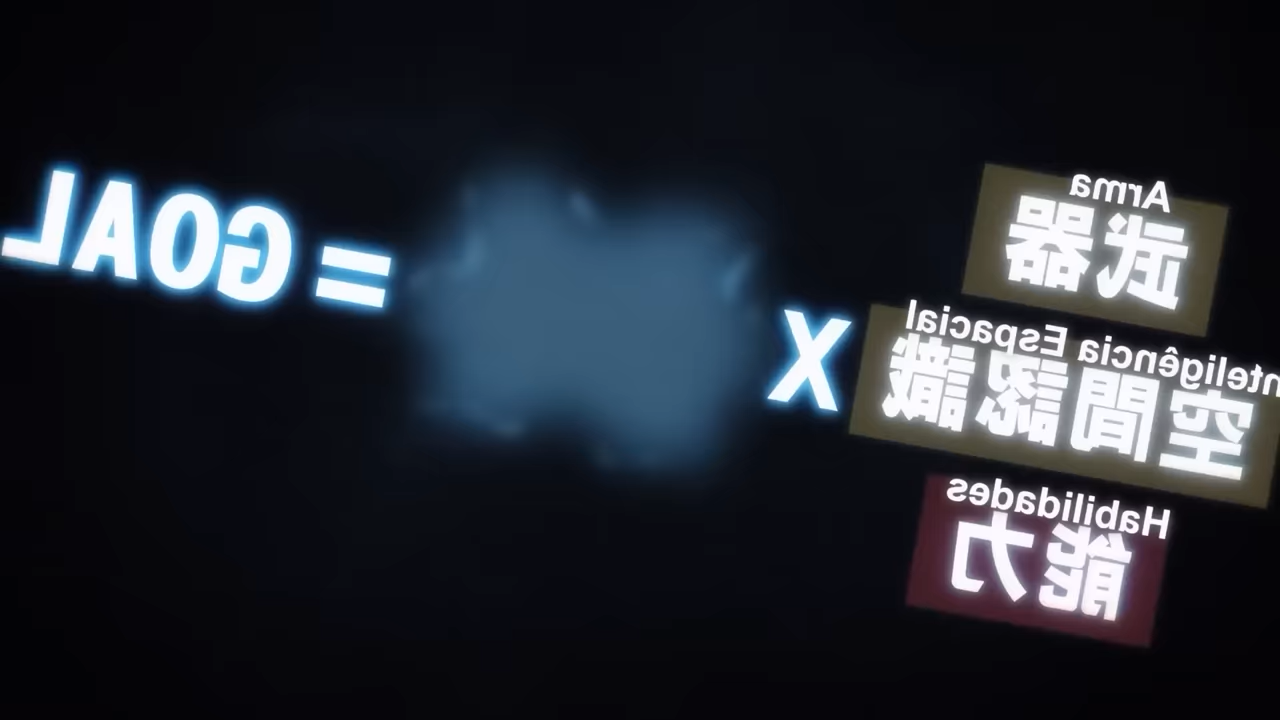 Arma
武器
nteligência Espacial
空間認識
Habilidades
能力
X
= GOAL